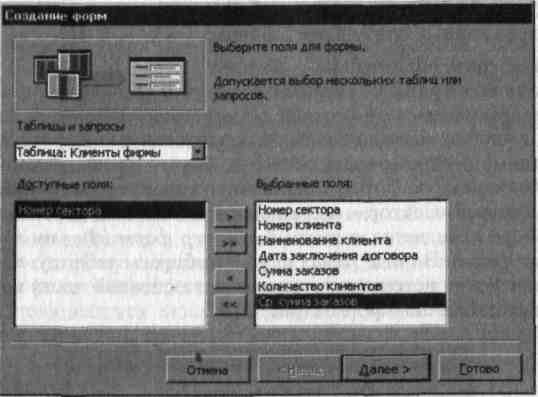 Создание форм
Выберите поля для формы.
Допускается выбор нескольких таблиц или
запросов.
Таблицы и запросы
Таблица: Клиенты фирмы
Доступные поля:
Выбранные поля:
Номер сектора
>
>>
<
<<
Номер сектора
Номер клиента
Наименование клиента
Дата заключения договора
Сумма заказов
Количество клиентов
Ср. сумма заказов
Отмена
< Назад
Далее >
Готово